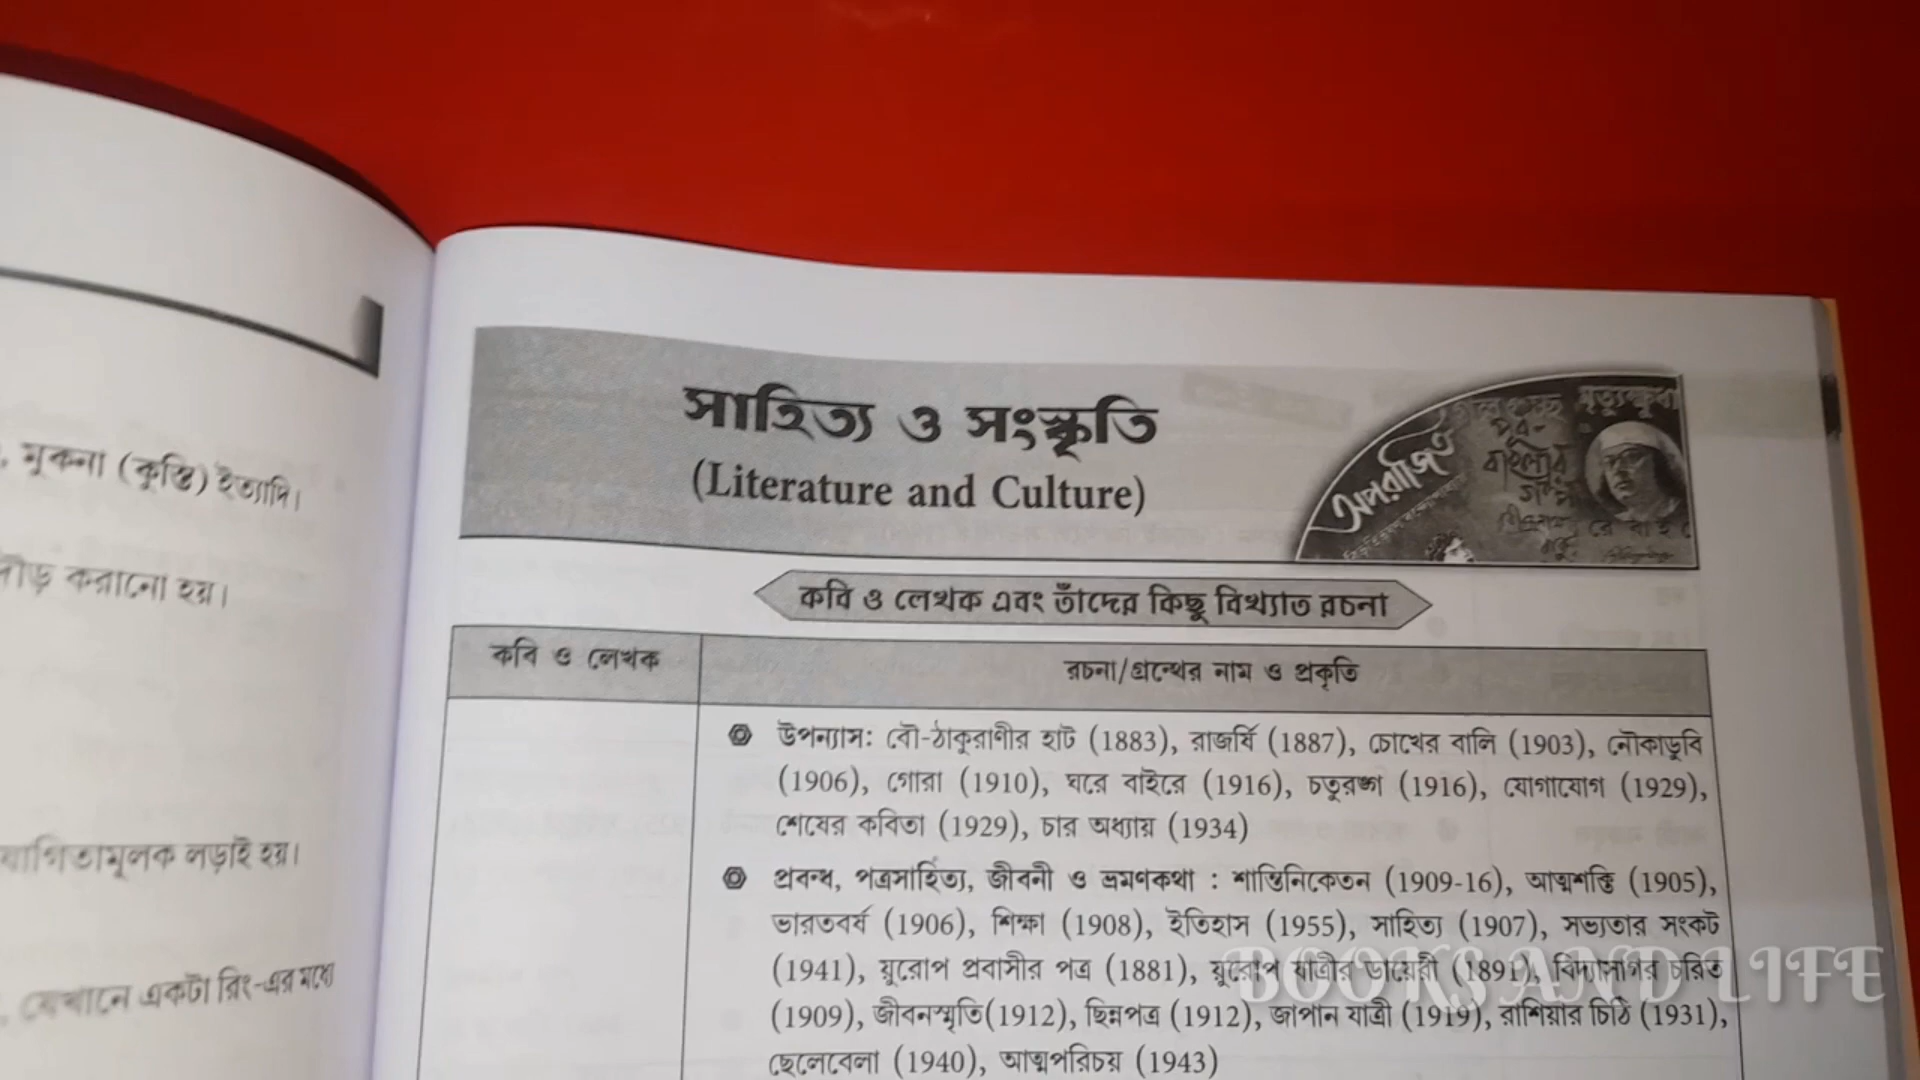 মুকনা (কুস্তি) ইত্যাদি।
করানো হয়।
লড়াই হয়।
যেখানে একটা রিং-এর মধ্যে
সাহিত্য ও সংস্কৃতি
(Literature and Culture)
অপরাজিত
কবি ও লেখক এবং তাঁদের কিছু বিখ্যাত রচনা
কবি ও লেখক
রচনা/গ্রন্থের নাম ও প্রকৃতি
উপন্যাস: বৌ-ঠাকুরাণীর হাট (1883), রাজর্ষি (1887), চোখের বালি (1903), নৌকাডুবি
(1906), গোরা (1910), ঘরে বাইরে (1916), চতুরঙ্গ (1916), যোগাযোগ (1929),
শেষের কবিতা (1929), চার অধ্যায় (1934)
প্রবন্ধ, পত্রসাহিত্য, জীবনী ও ভ্রমণকথা : শান্তিনিকেতন (1909-16), আত্মশক্তি (1905),
ভারতবর্ষ (1906), শিক্ষা (1908), ইতিহাস (1955), সাহিত্য (1907), সভ্যতার সংকট
(1941), য়ুরোপ প্রবাসীর পত্র (1881), য়ুরোপ যাত্রীর ডায়েরী (1891), বিদ্যাসাগর চরিত
(1909), জীবনস্মৃতি(1912), ছিন্নপত্র (1912), জাপান যাত্রী (1919), রাশিয়ার চিঠি (1931),
ছেলেবেলা (1940), আত্মপরিচয় (1943)
BOOKS AND LIFE